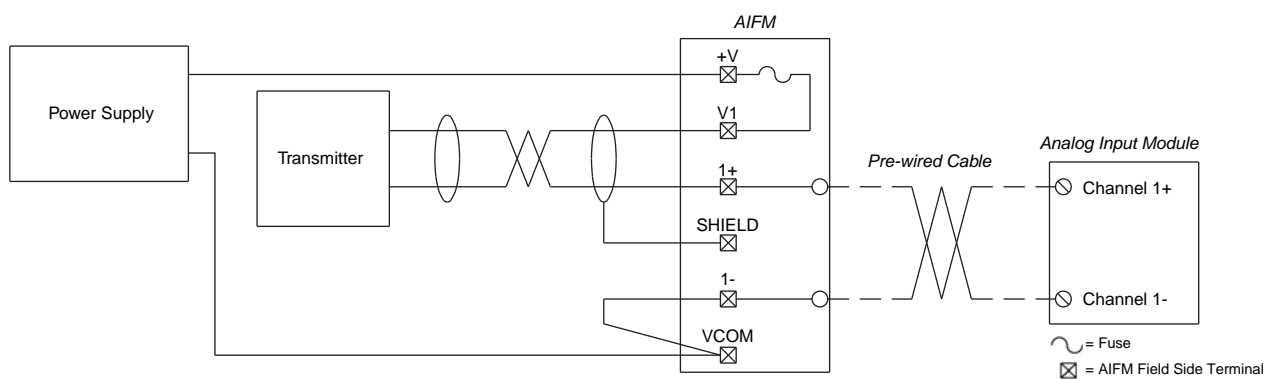 AIFM
+V
Power Supply
V1
Transmitter
1+
Pre-wired Cable
Analog Input Module
Channel 1+
SHIELD
1-
Channel 1-
VCOM
= Fuse
= AIFM Field Side Terminal